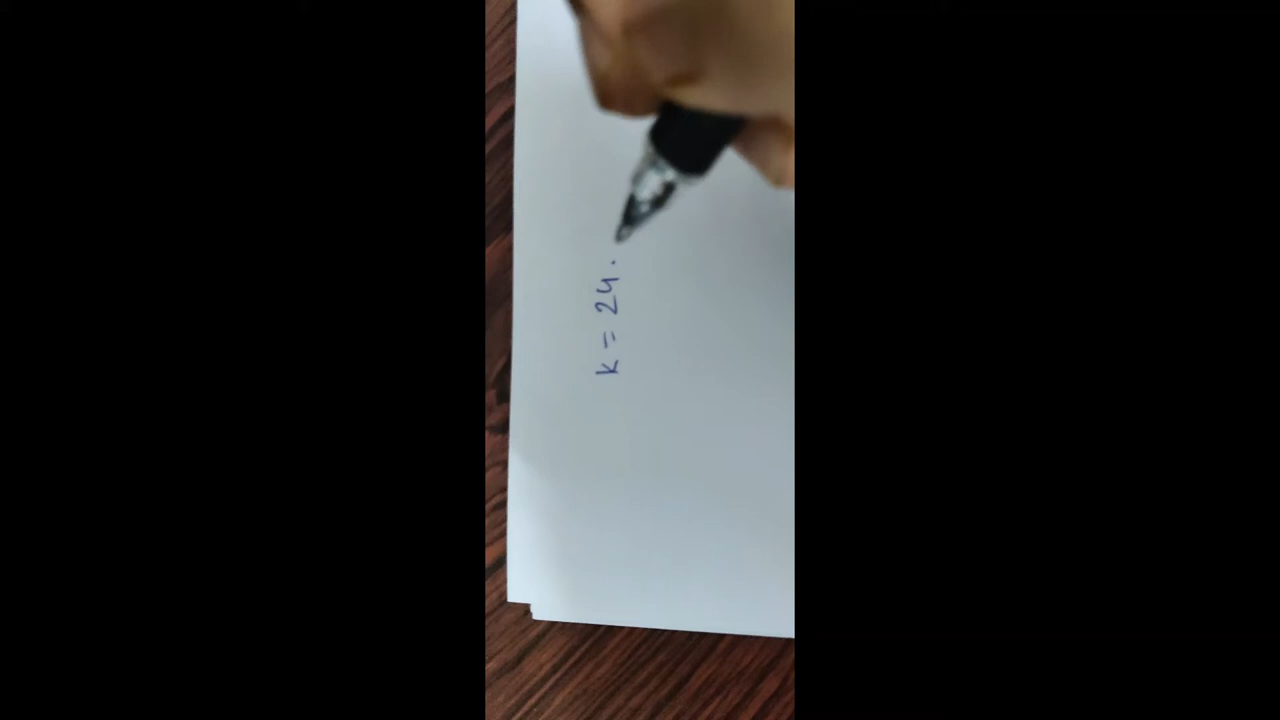 K = 24.